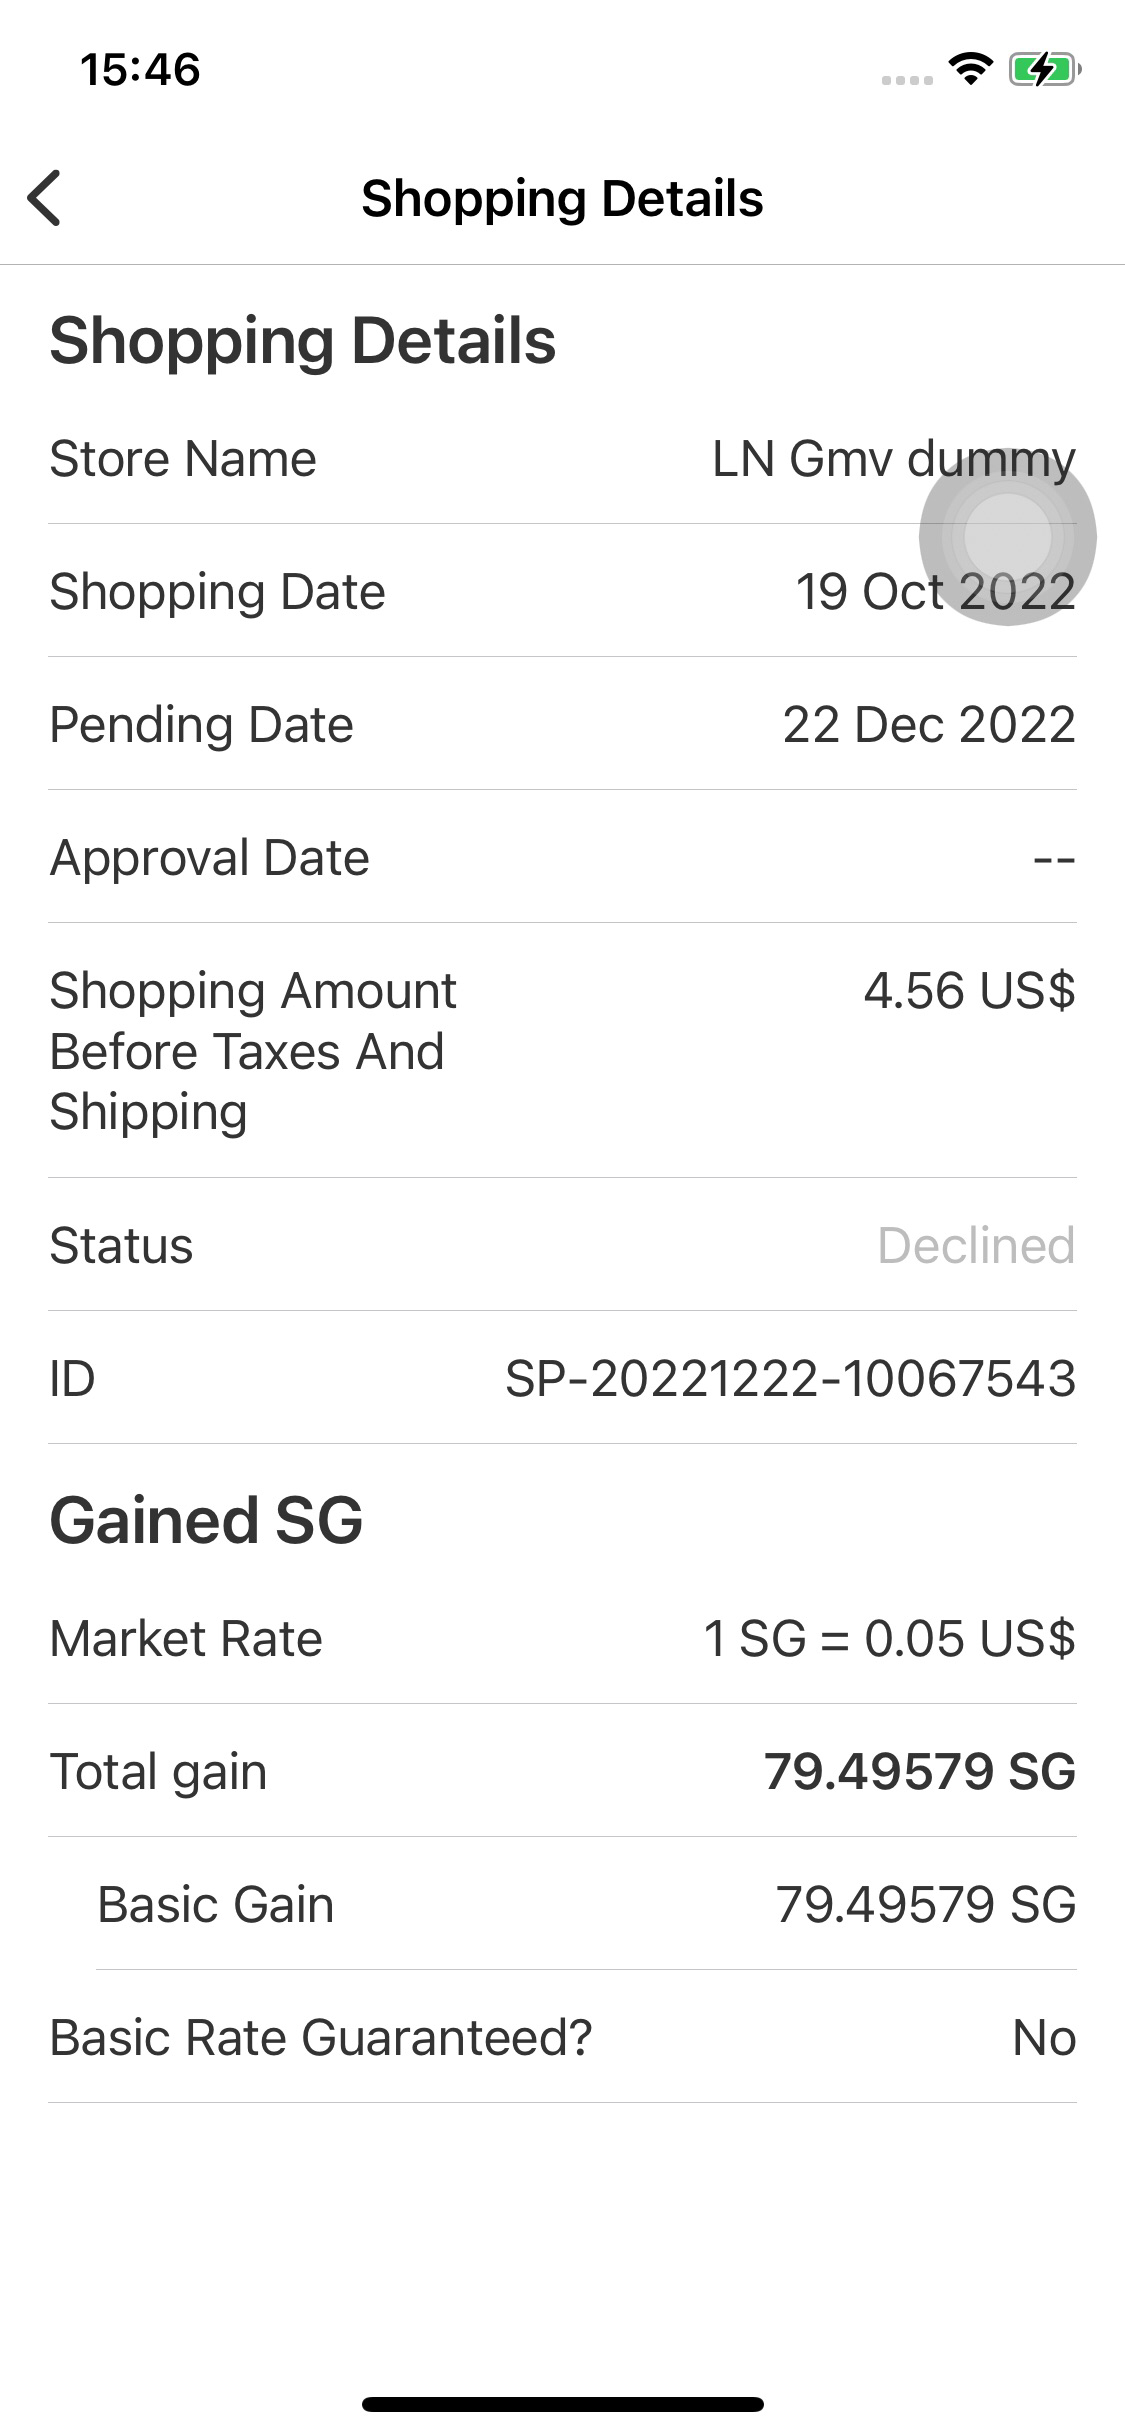 15:46
Shopping Details
Shopping Details
Store Name LN Gmv dummy
Shopping Date 19 Oct 2022
Pending Date 22 Dec 2022
Approval Date --
Shopping Amount 4.56 US$
Before Taxes And
Shipping
Status Declined
ID SP-20221222-10067543
Gained SG
Market Rate 1 SG = 0.05 US$
Total gain 79.49579 SG
Basic Gain 79.49579 SG
Basic Rate Guaranteed? No